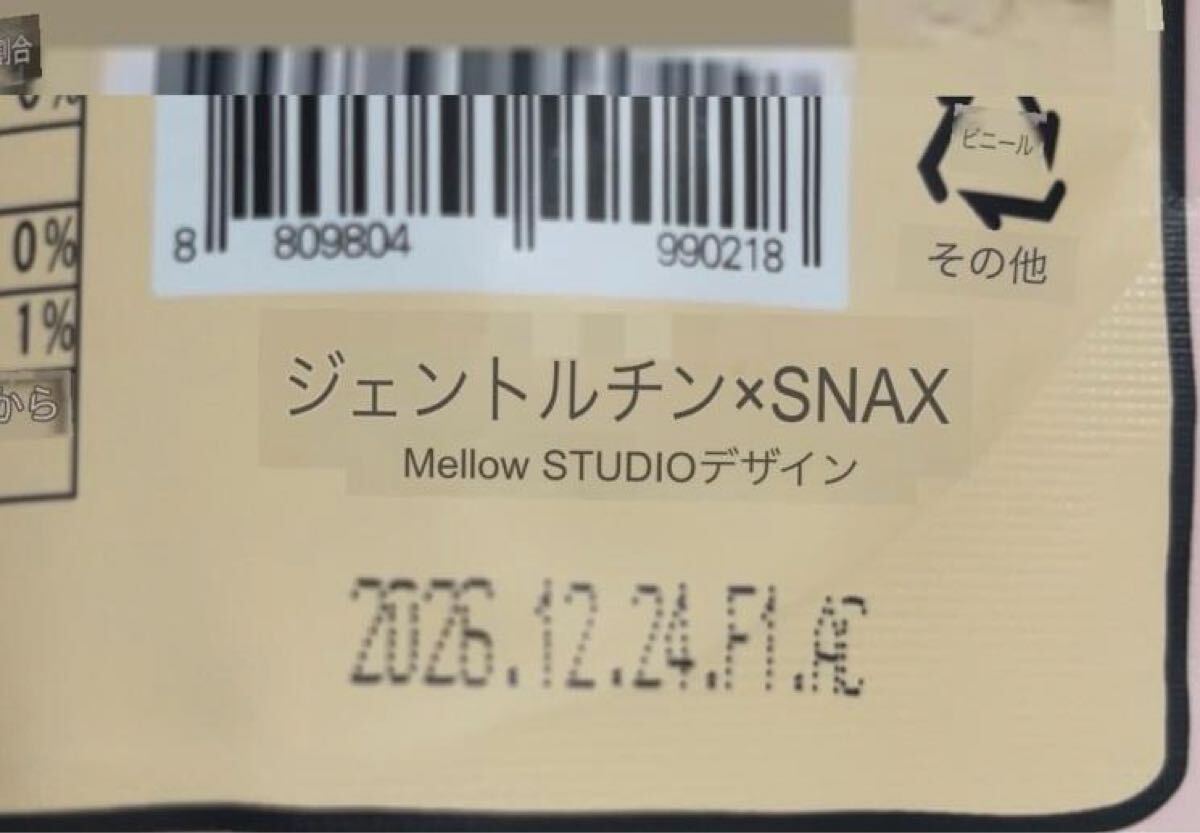 割合
0%
ビニール
8 809804 990218
0%
その他
1%
ジェントルチン×SNAX
から
Mellow STUDIOデザイン
2026.12.24.F1.AC